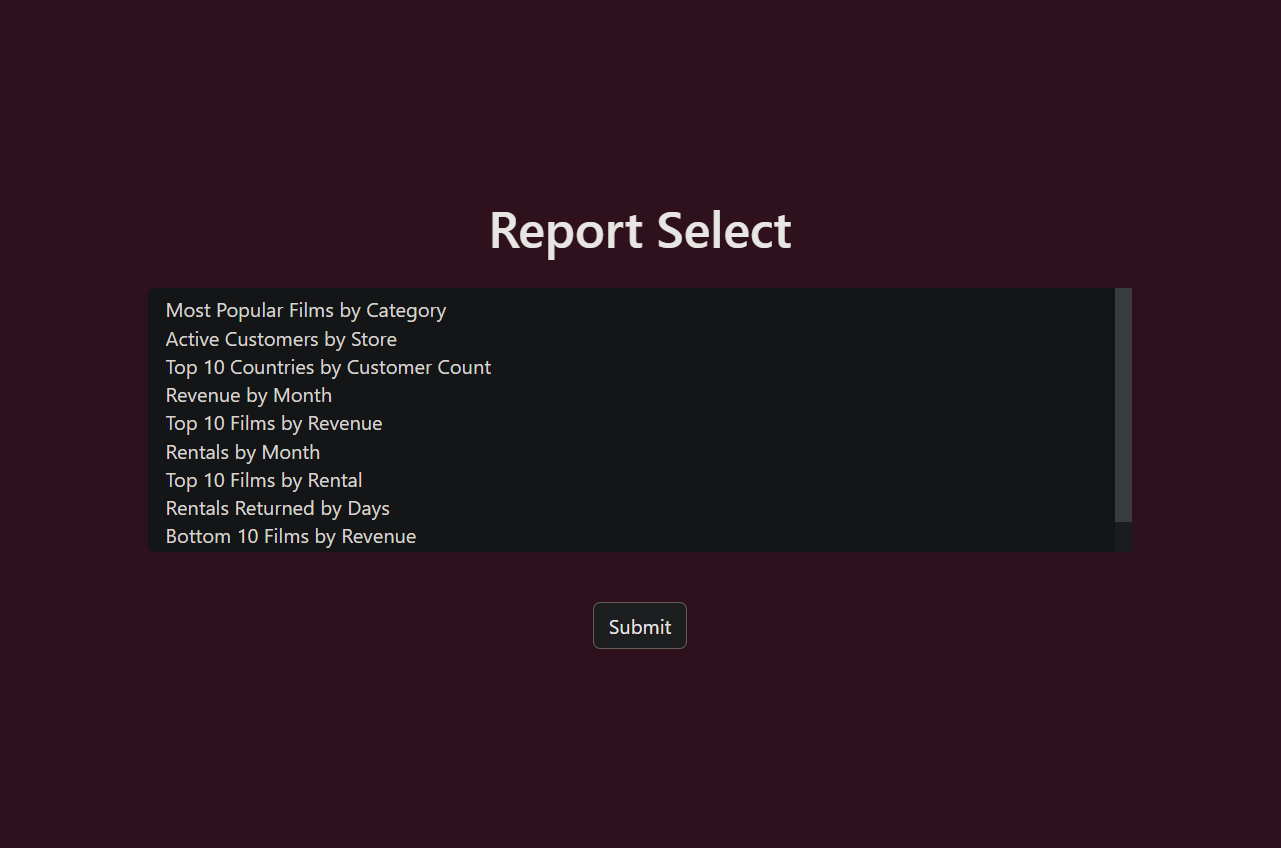 Report Select
Most Popular Films by Category
Active Customers by Store
Top 10 Countries by Customer Count
Revenue by Month
Top 10 Films by Revenue
Rentals by Month
Top 10 Films by Rental
Rentals Returned by Days
Bottom 10 Films by Revenue
Submit